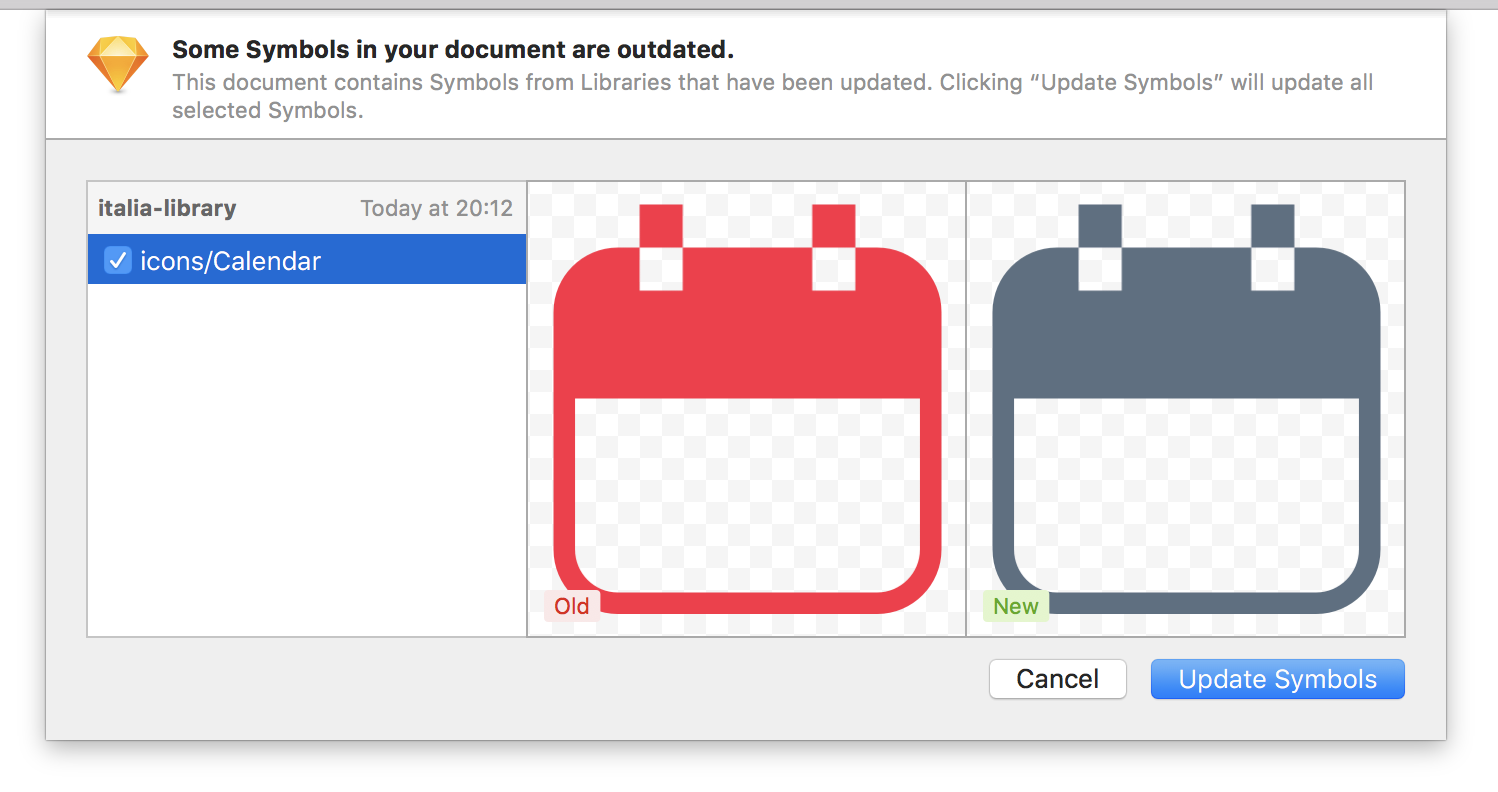 Some Symbols in your document are outdated.
This document contains Symbols from Libraries that have been updated. Clicking “Update Symbols” will update all
selected Symbols.
italia-library Today at 20:12
icons/Calendar
Old
New
Cancel
Update Symbols